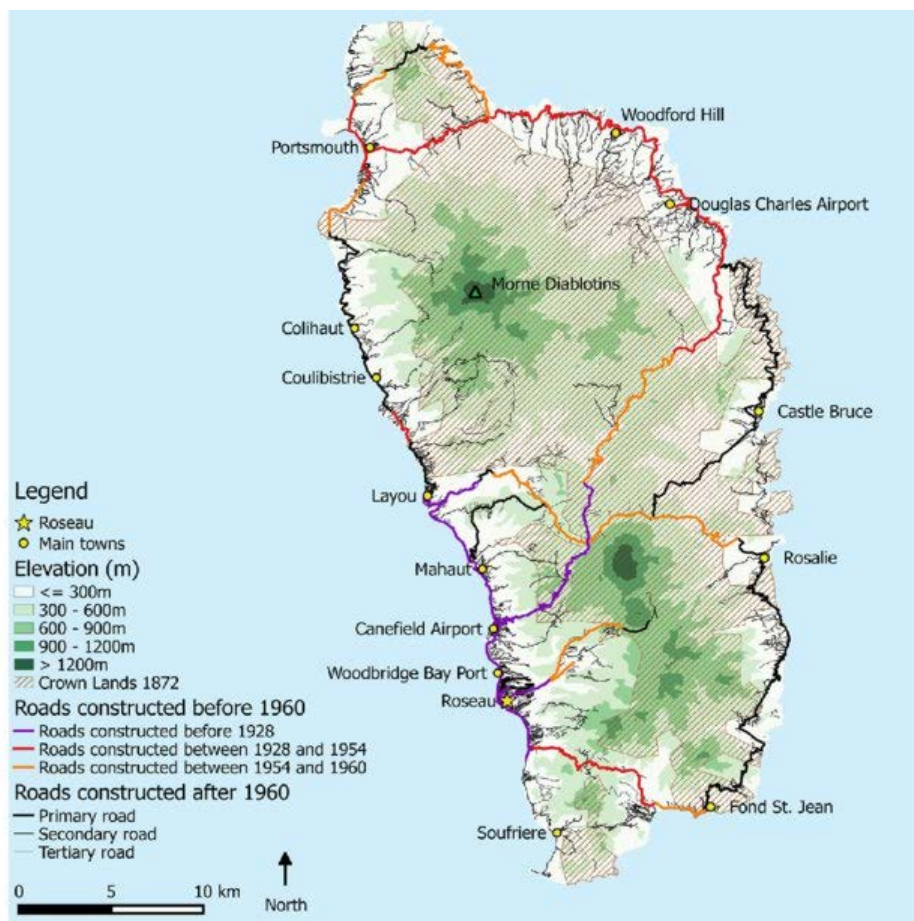 Woodford Hill
Portsmouth
Douglas Charles Airport
Morne Diablotins
Colihaut
Coulibistrie
Castle Bruce
Layou
Rosalie
Mahaut
Canefield Airport
Woodbridge Bay Port
Roseau
Fond St. Jean
Soufriere
Legend
Roseau
Main towns
Elevation (m)
<= 300m
300 - 600m
600 - 900m
900 - 1200m
> 1200m
Crown Lands 1872
Roads constructed before 1960
Roads constructed before 1928
Roads constructed between 1928 and 1954
Roads constructed between 1954 and 1960
Roads constructed after 1960
Primary road
Secondary road
Tertiary road
0 5 10 km
North